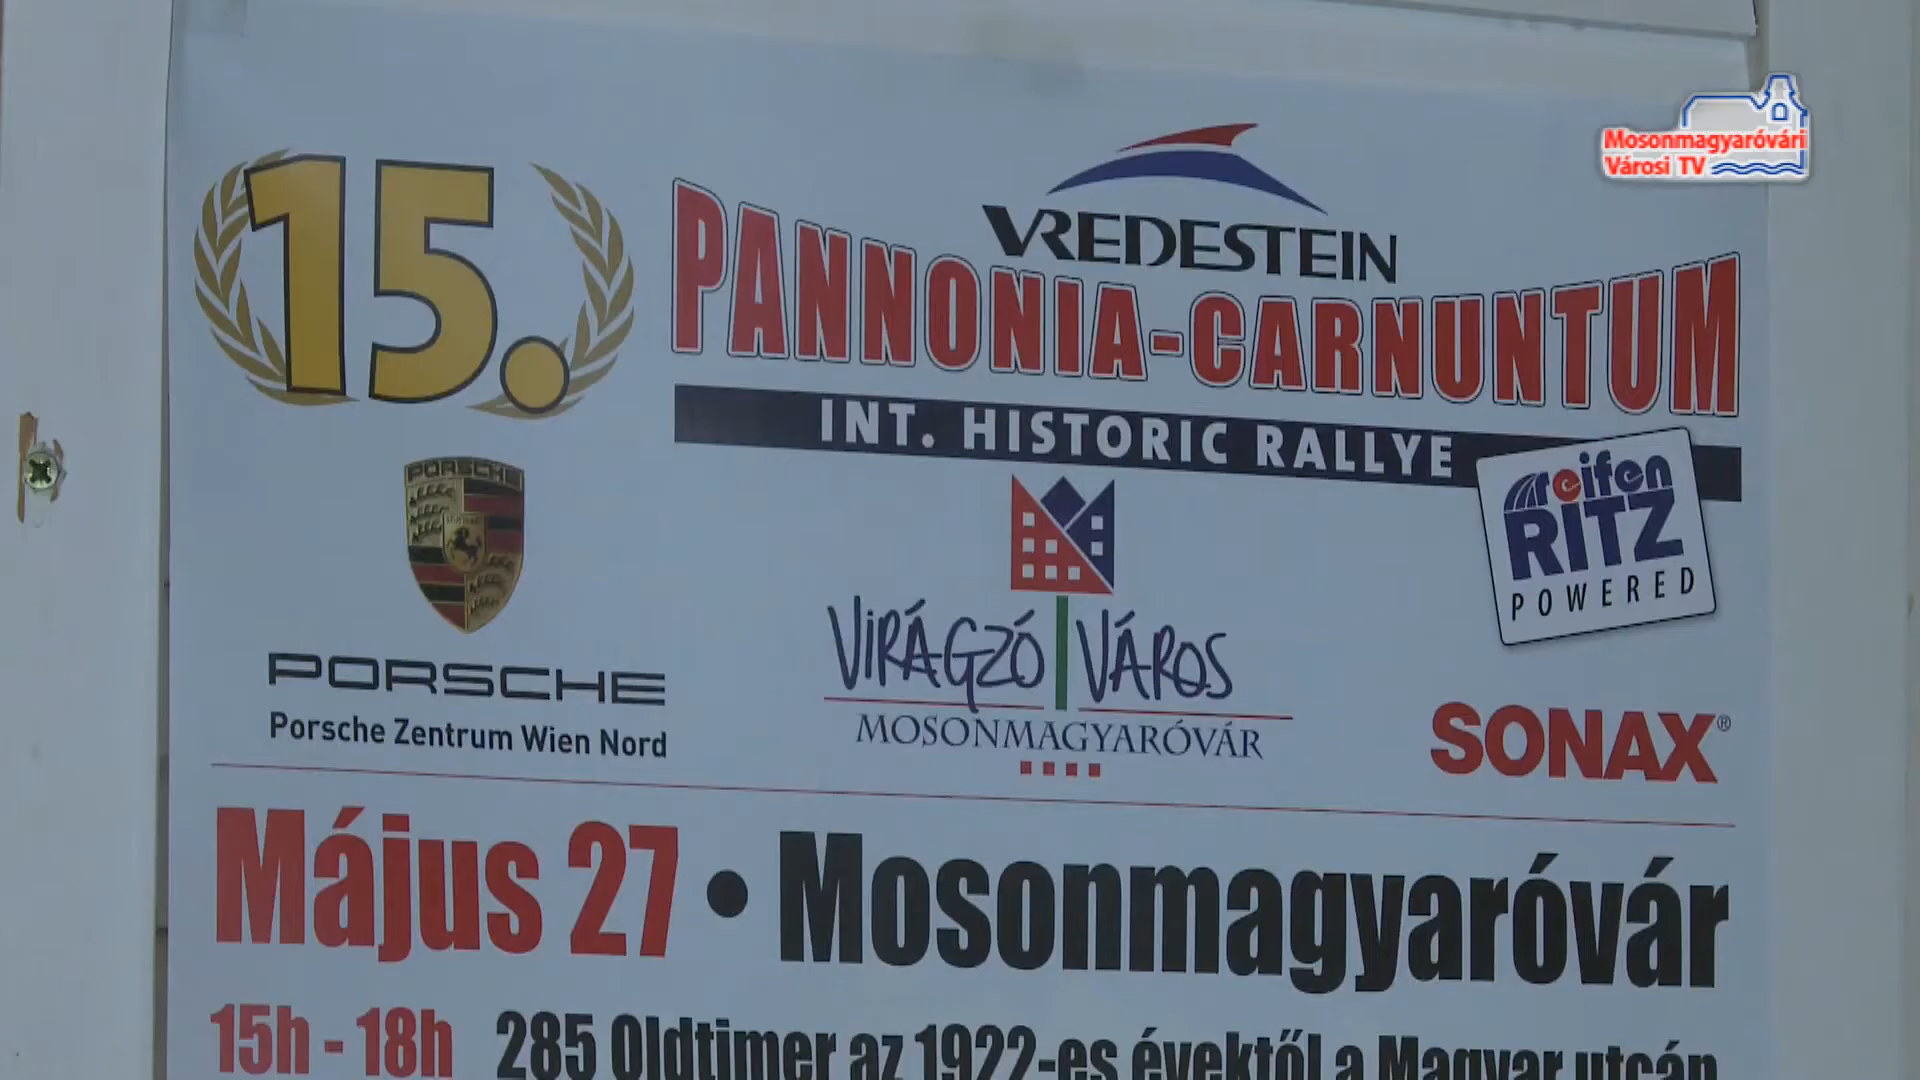 Mosonmagyaróvári
Városi TV
15.
VREDESTEIN
PANNONIA-CARNUNTUM
INT. HISTORIC RALLYE
reifen
RITZ
POWERED
PORSCHE
PORSCHE
Porsche Zentrum Wien Nord
VIRÁGZÓ VÁROS
MOSONMAGYARÓVÁR
SONAX®
Május 27 • Mosonmagyaróvár
15h - 18h 285 Oldtimer az 1922-es évektől a Magyar utcán